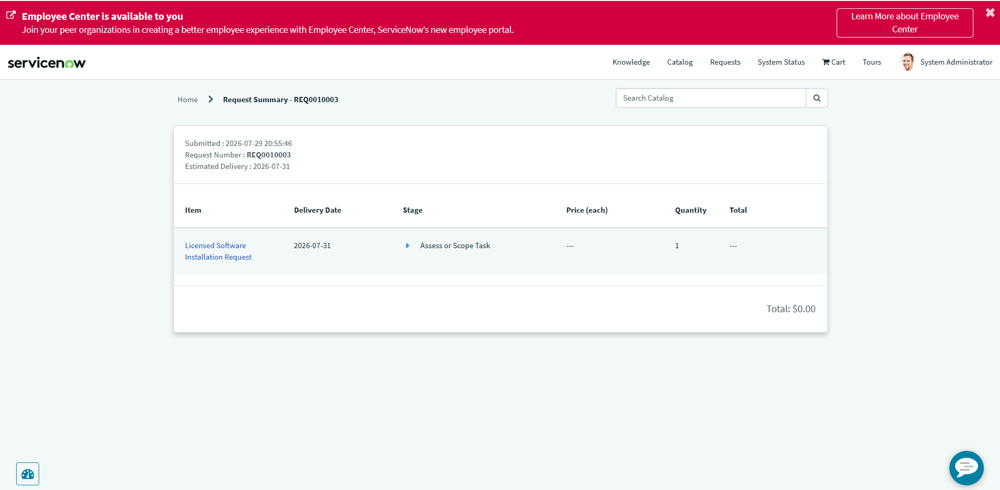 Employee Center is available to you
Join your peer organizations in creating a better employee experience with Employee Center, ServiceNow’s new employee portal.
Learn More about Employee
Center
servicenow
Knowledge
Catalog
Requests
System Status
Cart
Tours
System Administrator
Home
Request Summary - REQ0010003
Search Catalog
Submitted : 2026-07-29 20:55:46
Request Number : REQ0010003
Estimated Delivery : 2026-07-31
Item
Delivery Date
Stage
Price (each)
Quantity
Total
Licensed Software
Installation Request
2026-07-31
Assess or Scope Task
---
1
---
Total: $0.00